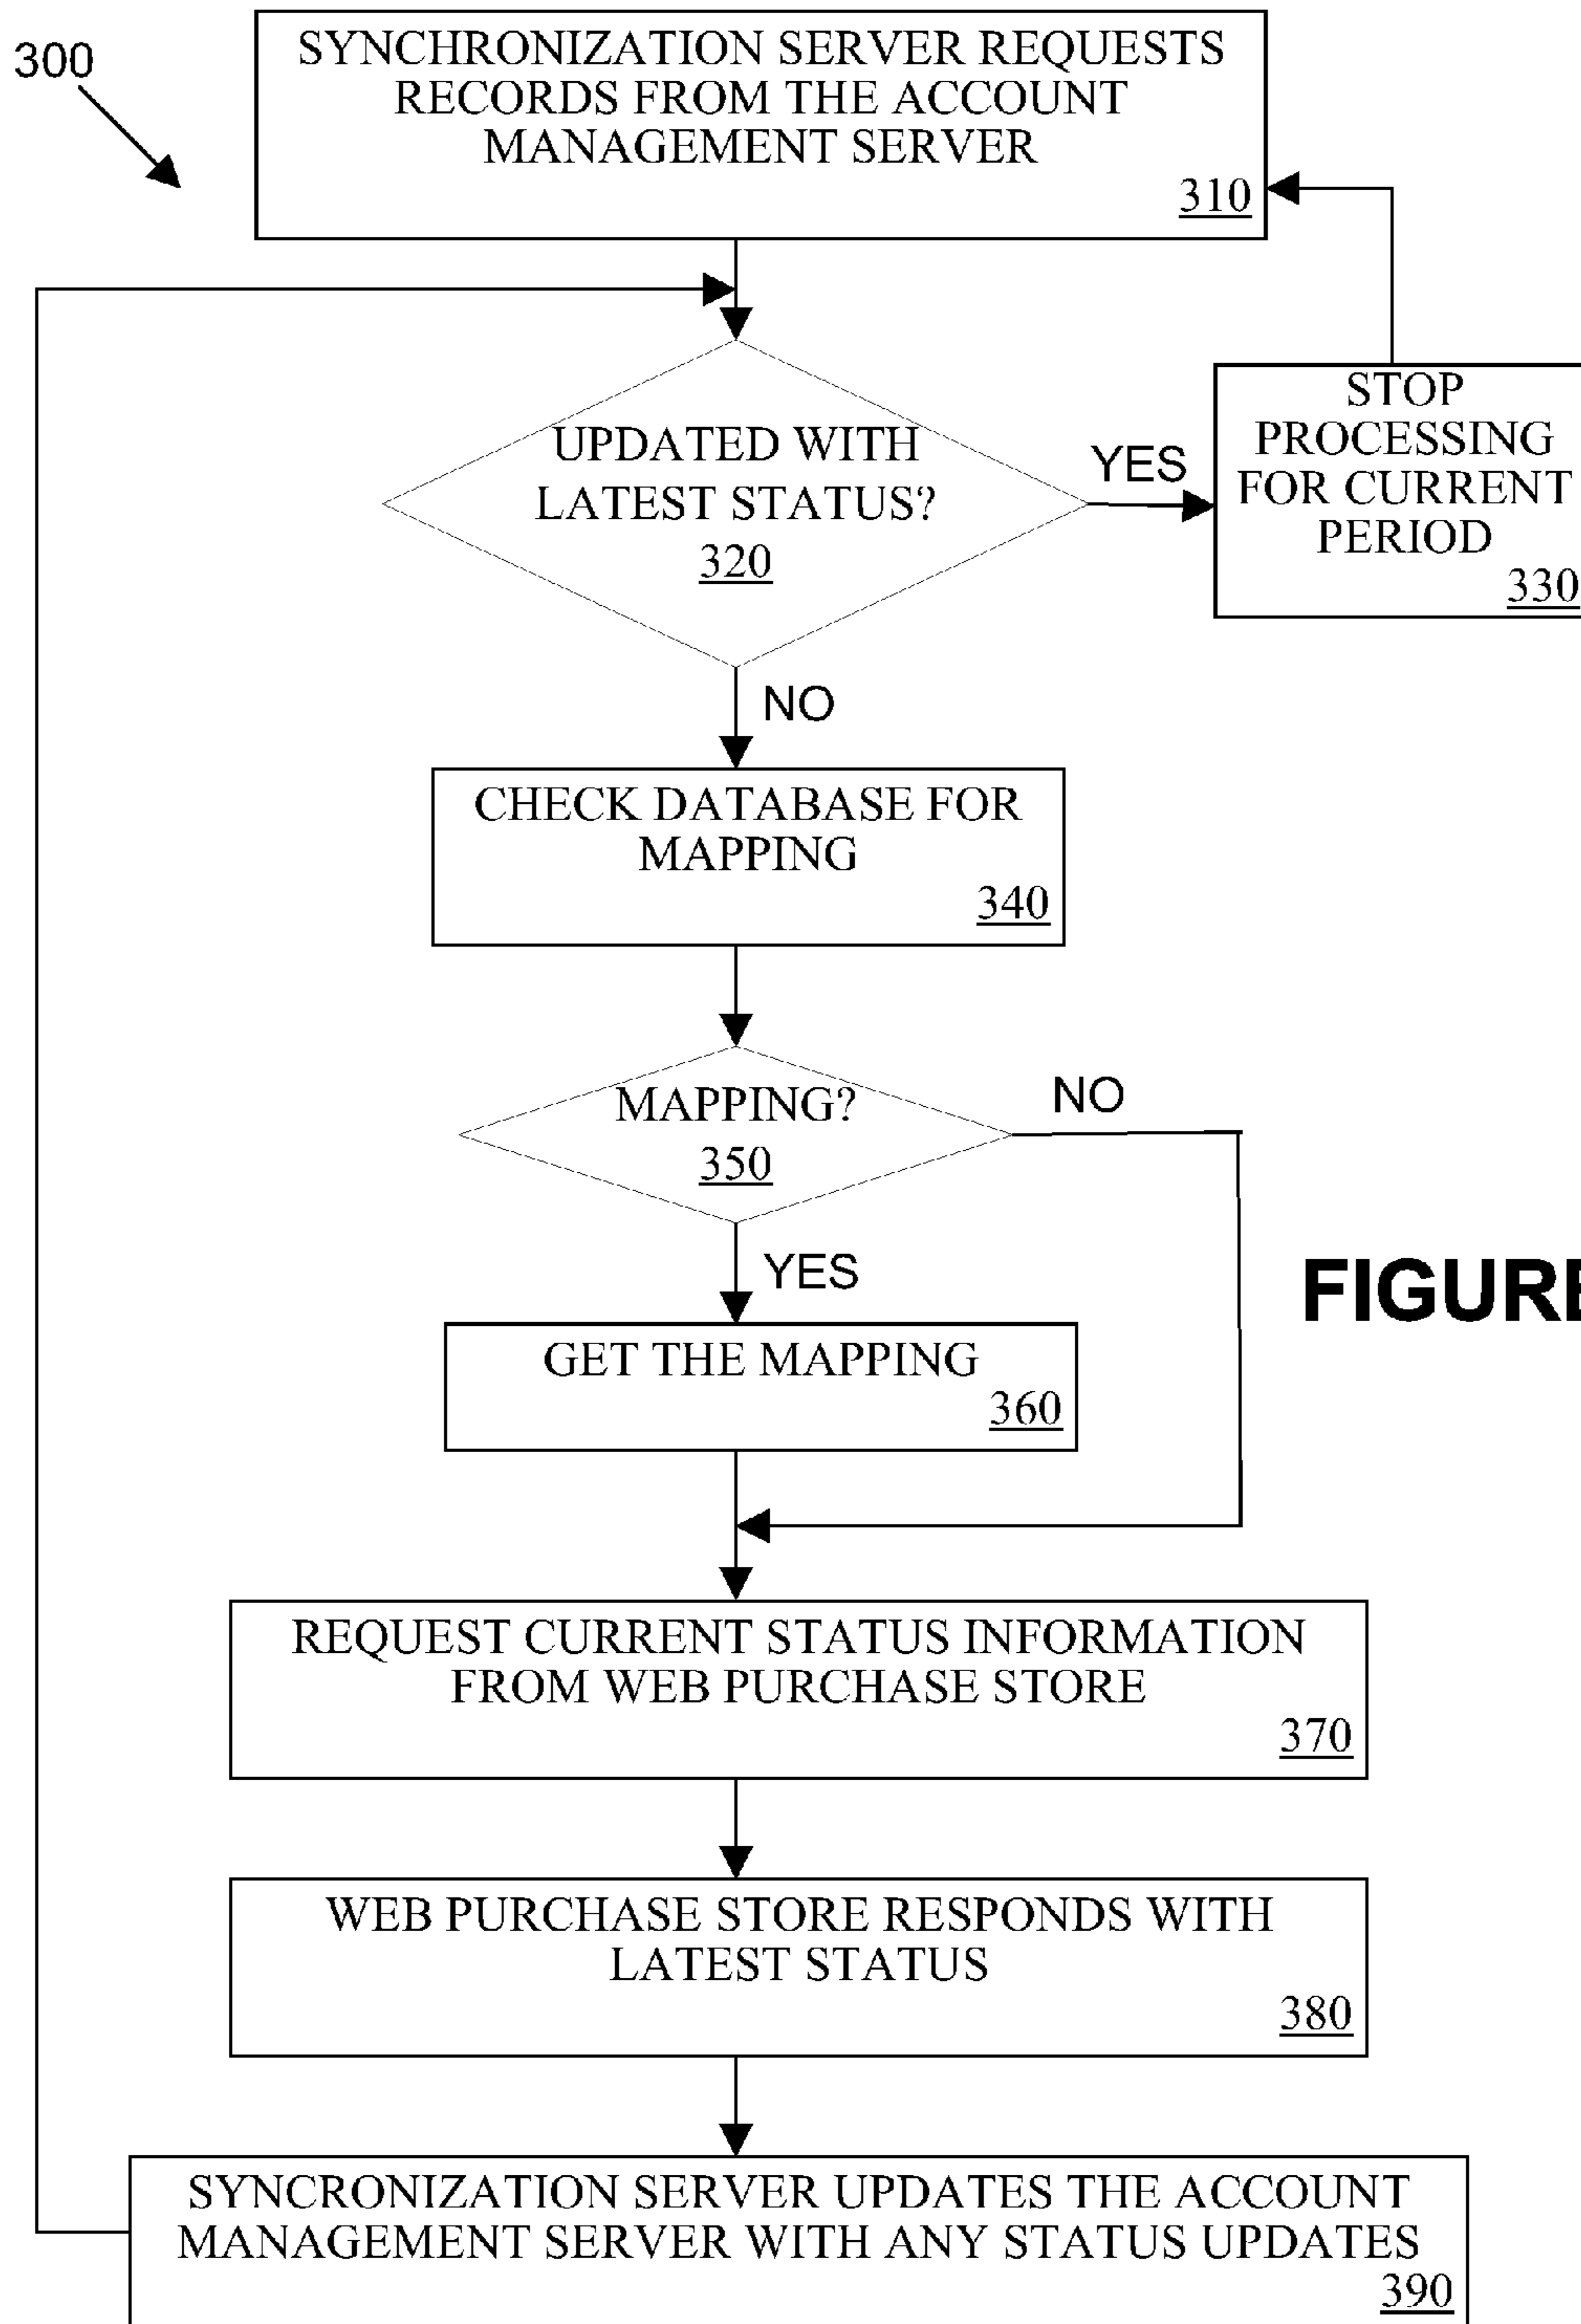 300
SYNCHRONIZATION SERVER REQUESTS
RECORDS FROM THE ACCOUNT
MANAGEMENT SERVER
310
UPDATED WITH
LATEST STATUS?
320
YES
STOP
PROCESSING
FOR CURRENT
PERIOD
330
NO
CHECK DATABASE FOR
MAPPING
340
MAPPING?
350
NO
YES
FIGURE
GET THE MAPPING
360
REQUEST CURRENT STATUS INFORMATION
FROM WEB PURCHASE STORE
370
WEB PURCHASE STORE RESPONDS WITH
LATEST STATUS
380
SYNCRONIZATION SERVER UPDATES THE ACCOUNT
MANAGEMENT SERVER WITH ANY STATUS UPDATES
390